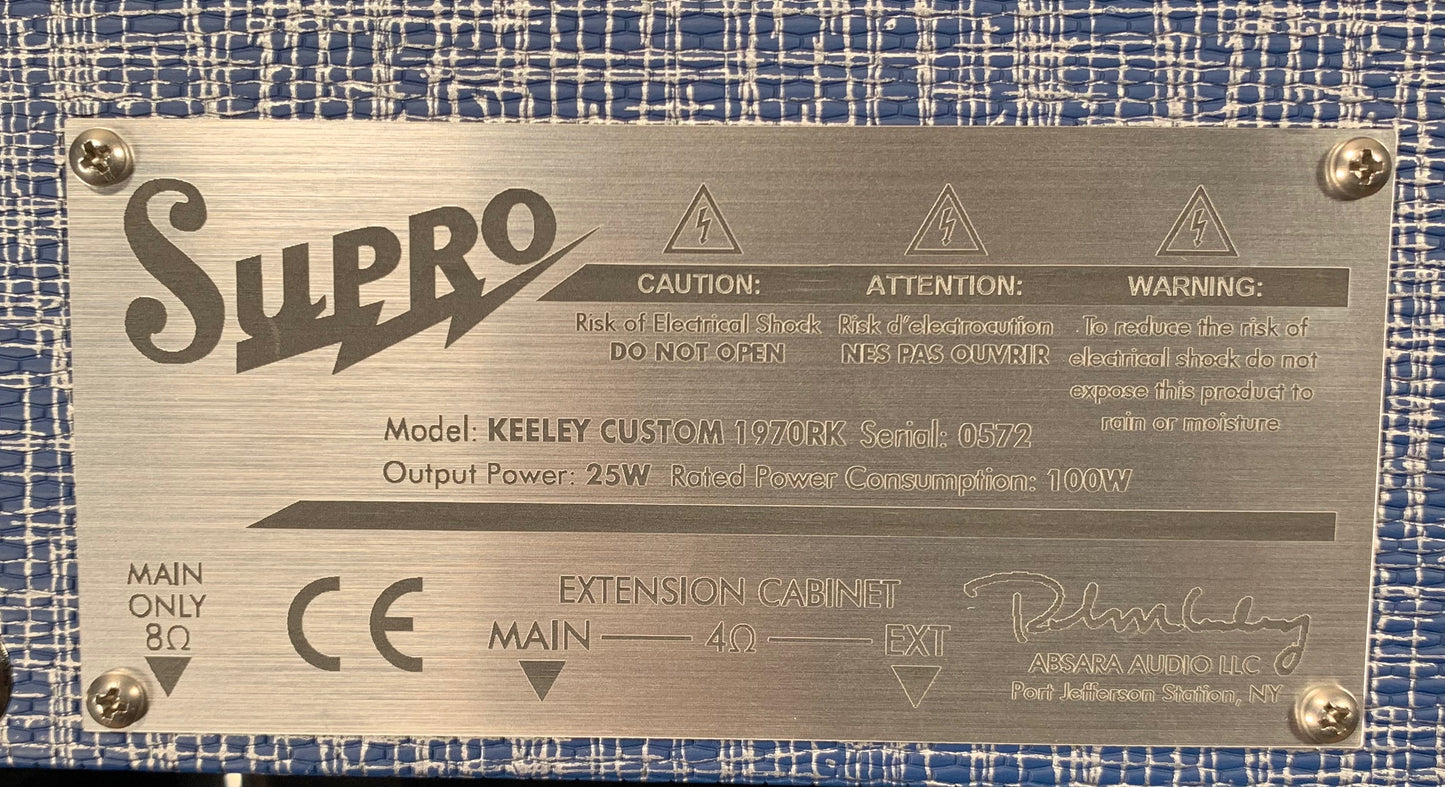 SUPRO
CAUTION:
Risk of Electrical Shock
DO NOT OPEN
ATTENTION:
Risk d'electrocution
NES PAS OUVRIR
WARNING:
To reduce the risk of
electrical shock do not
expose this product to
rain or moisture
Model: KEELEY CUSTOM 1970RK Serial: 0572
Output Power: 25W Rated Power Consumption: 100W
MAIN
ONLY
8Ω
CE
EXTENSION CABINET
MAIN — 4Ω — EXT
ABSARA AUDIO LLC
Port Jefferson Station, NY